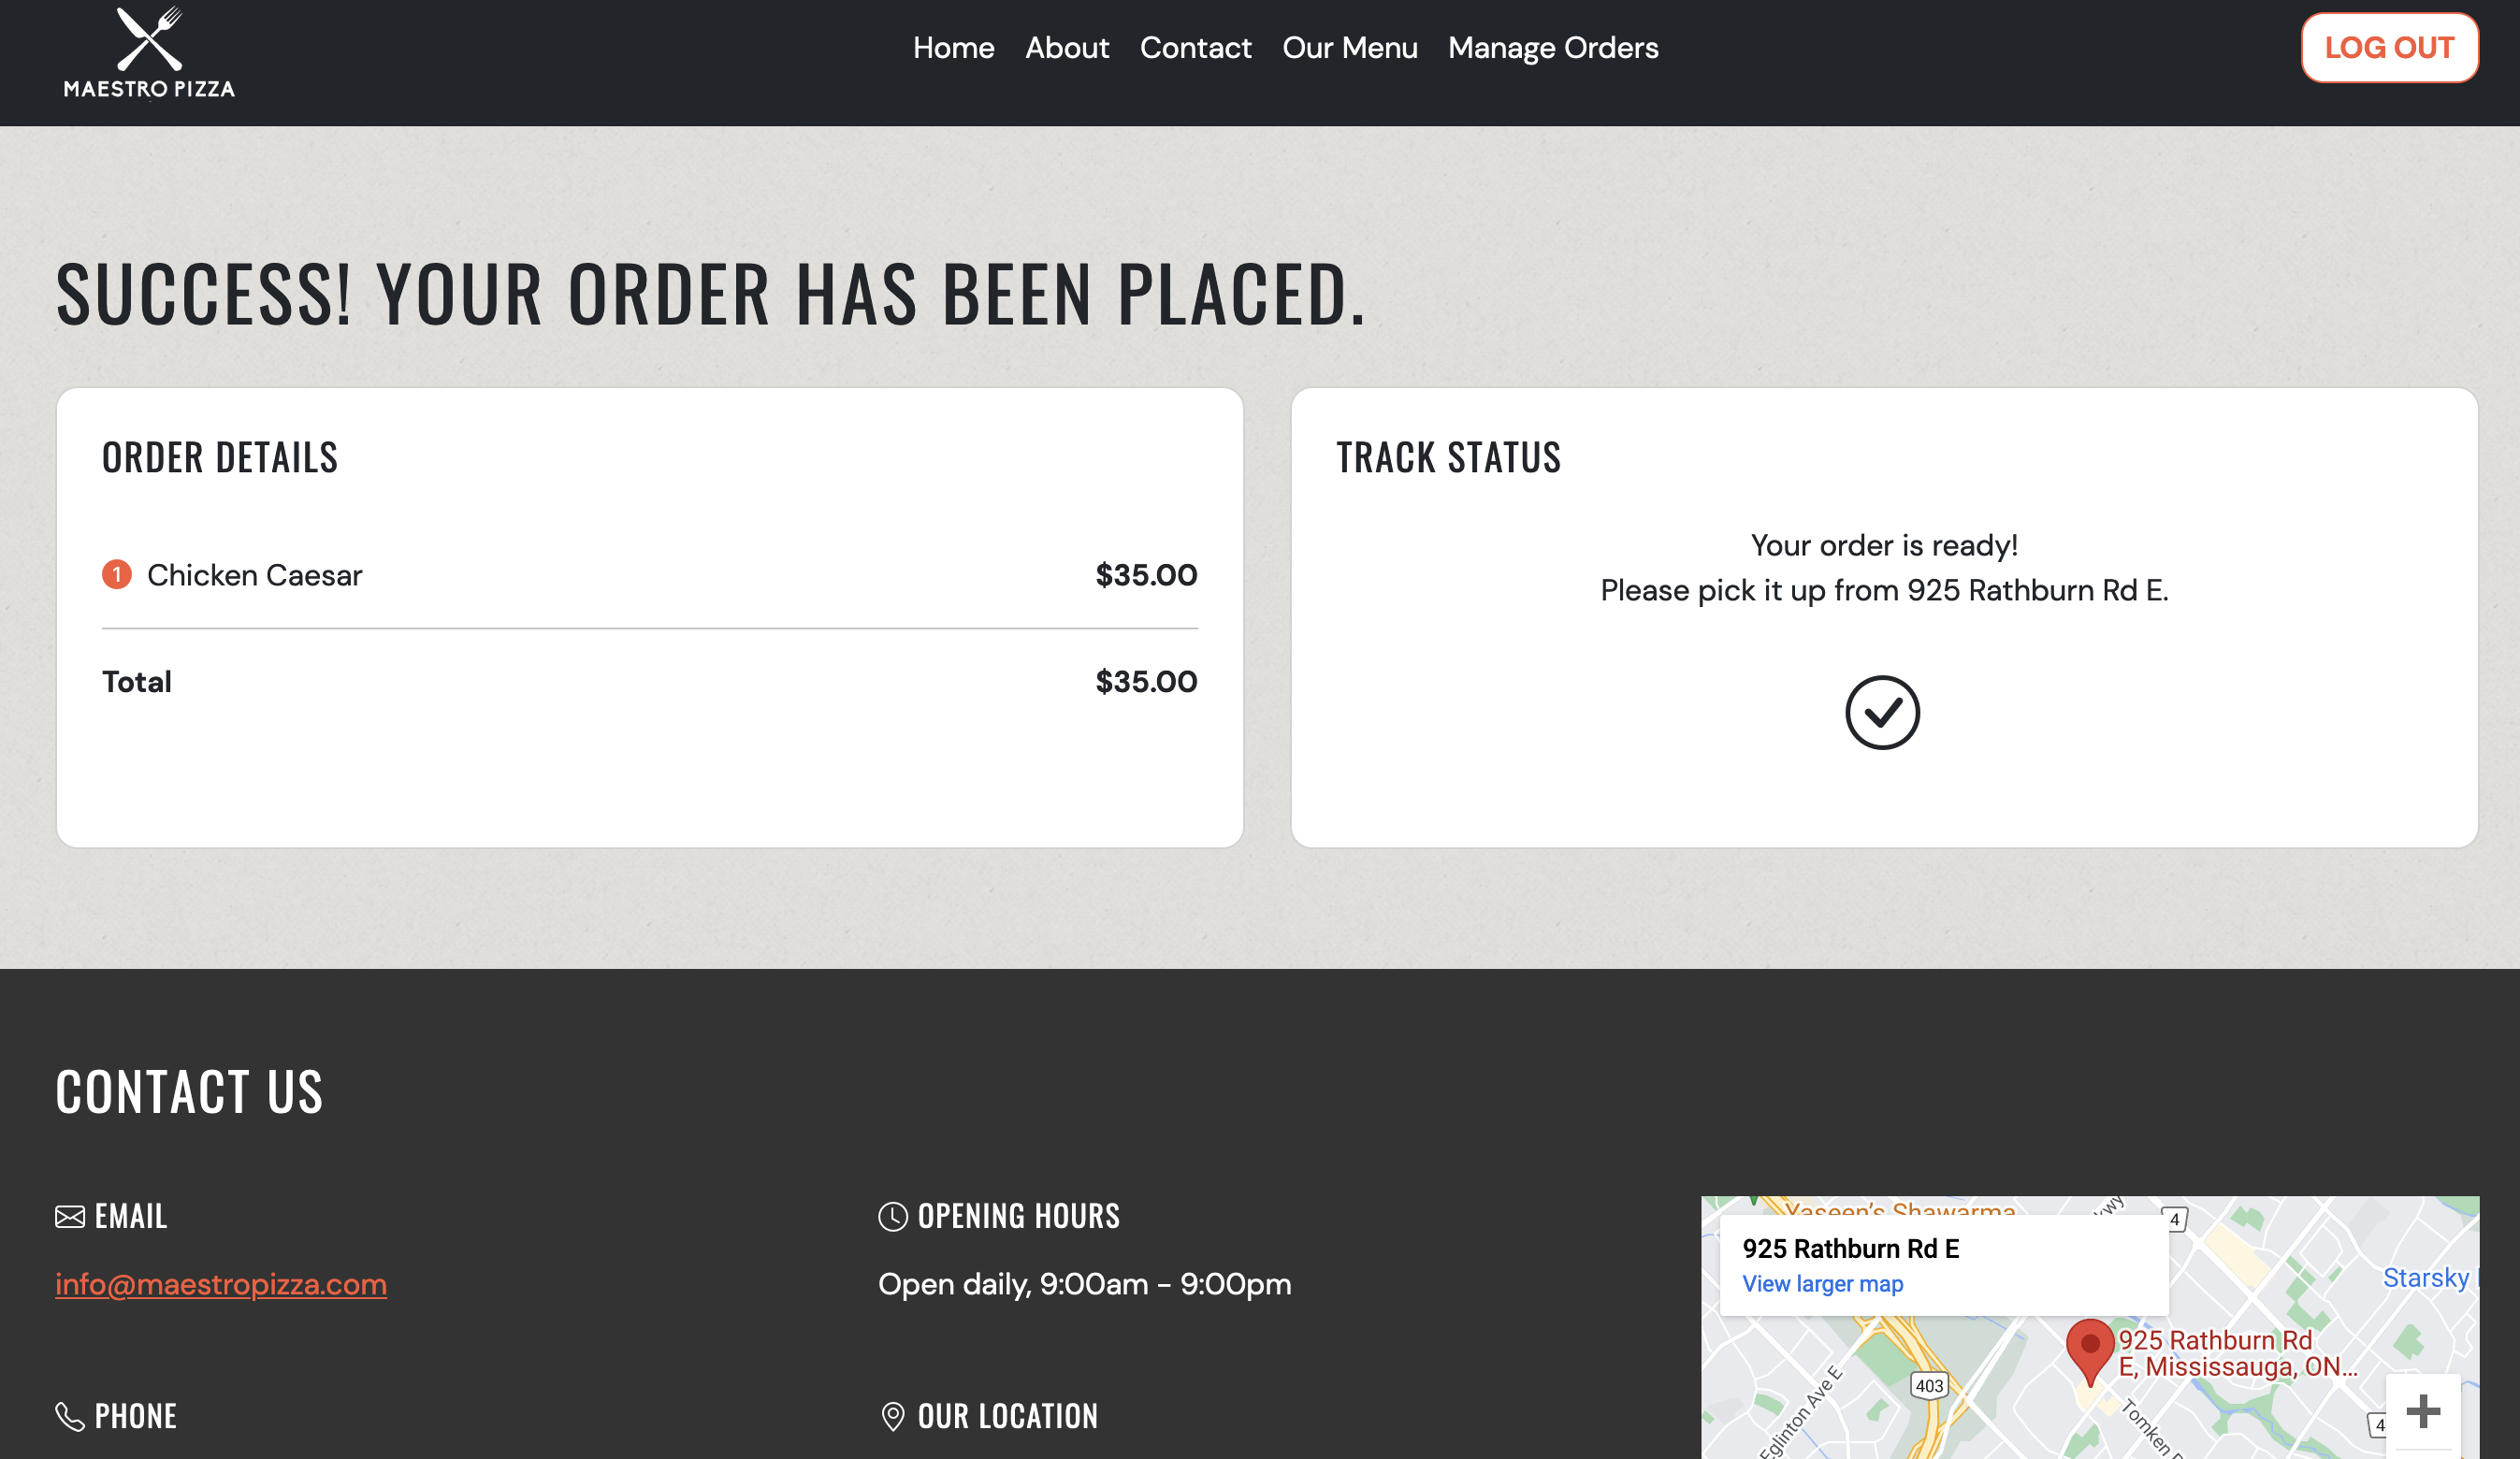 MAESTRO PIZZA
Home About Contact Our Menu Manage Orders
LOG OUT
SUCCESS! YOUR ORDER HAS BEEN PLACED.
ORDER DETAILS
1 Chicken Caesar $35.00
Total $35.00
TRACK STATUS
Your order is ready!
Please pick it up from 925 Rathburn Rd E.
CONTACT US
EMAIL
info@maestropizza.com
PHONE
OPENING HOURS
Open daily, 9:00am - 9:00pm
OUR LOCATION
Yaseen's Shawarma
4
925 Rathburn Rd E
View larger map
Starsky
925 Rathburn Rd
E, Mississauga, ON...
403
Eglinton Ave E
Tomken
4